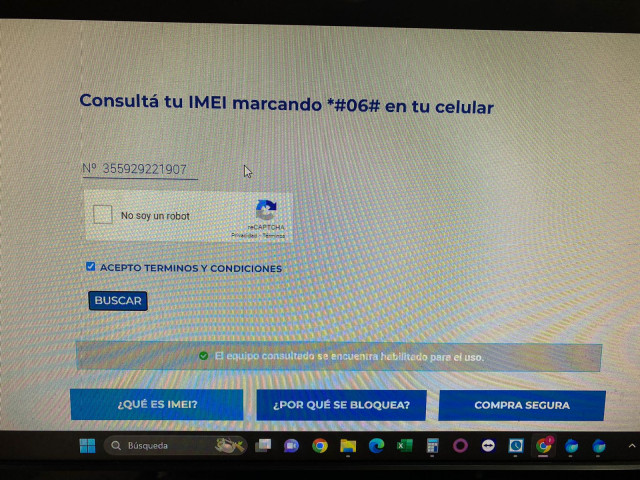 Consultá tu IMEI marcando *#06# en tu celular
Nº 355929221907
No soy un robot
reCAPTCHA
Privacidad - Términos
ACEPTO TERMINOS Y CONDICIONES
BUSCAR
El equipo consultado se encuentra habilitado para el uso.
¿QUÉ ES IMEI?
¿POR QUÉ SE BLOQUEA?
COMPRA SEGURA
Búsqueda